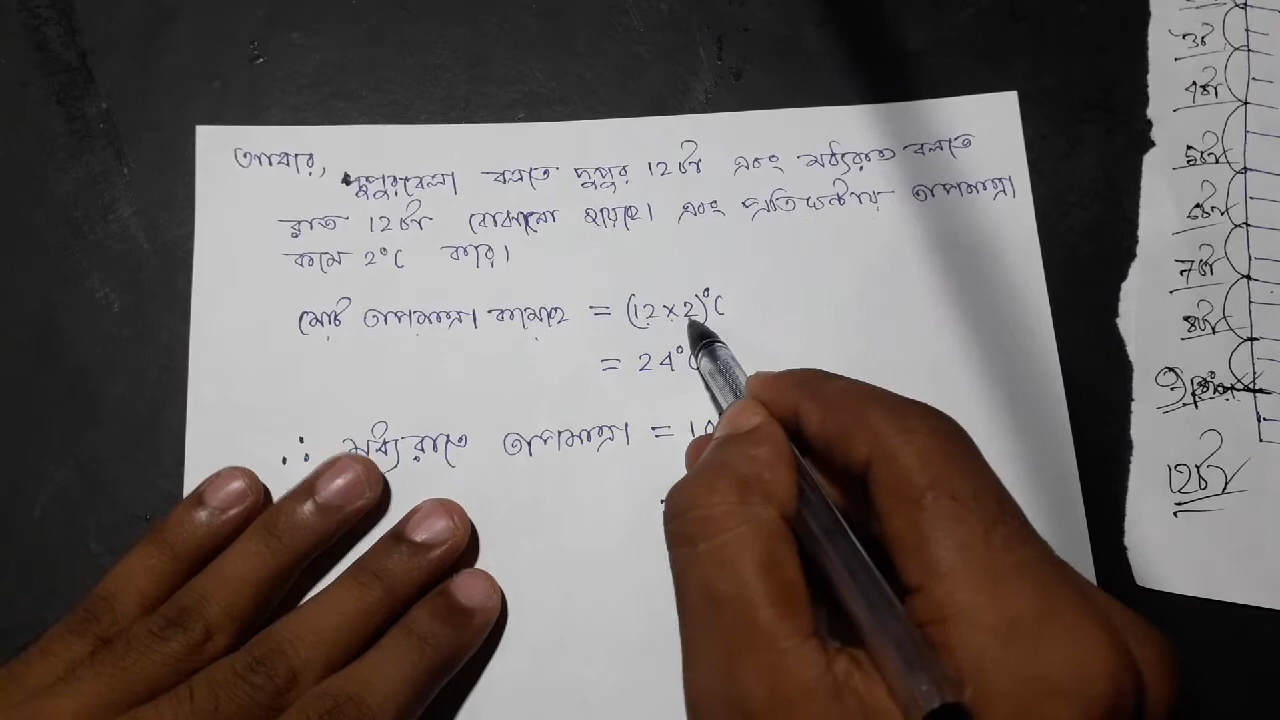 আবার, দুপুরবেলা বলতে দুপুর 12টা এবং মধ্যরাত বলতে
রাত 12টা বোঝানো হয়েছে। এবং প্রতিঘন্টায় তাপমাত্রা
কমে 2°C করে।
মোট তাপমাত্রা কমেছে = (12×2)°C
= 24°C
∴ মধ্যরাতে তাপমাত্রা = 10
3টা
4টা
5টা
6টা
7টা
8টা
12টা